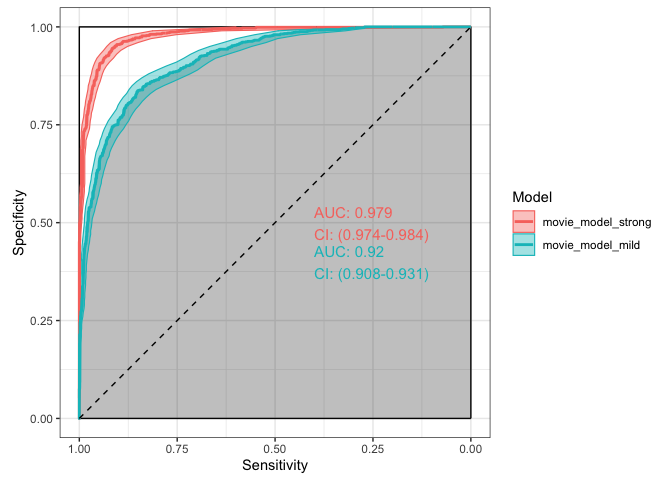 1.00
0.75
0.50
0.25
0.00
Specificity
AUC: 0.979
CI: (0.974-0.984)
AUC: 0.92
CI: (0.908-0.931)
1.00 0.75 0.50 0.25 0.00
Sensitivity
Model
movie_model_strong
movie_model_mild